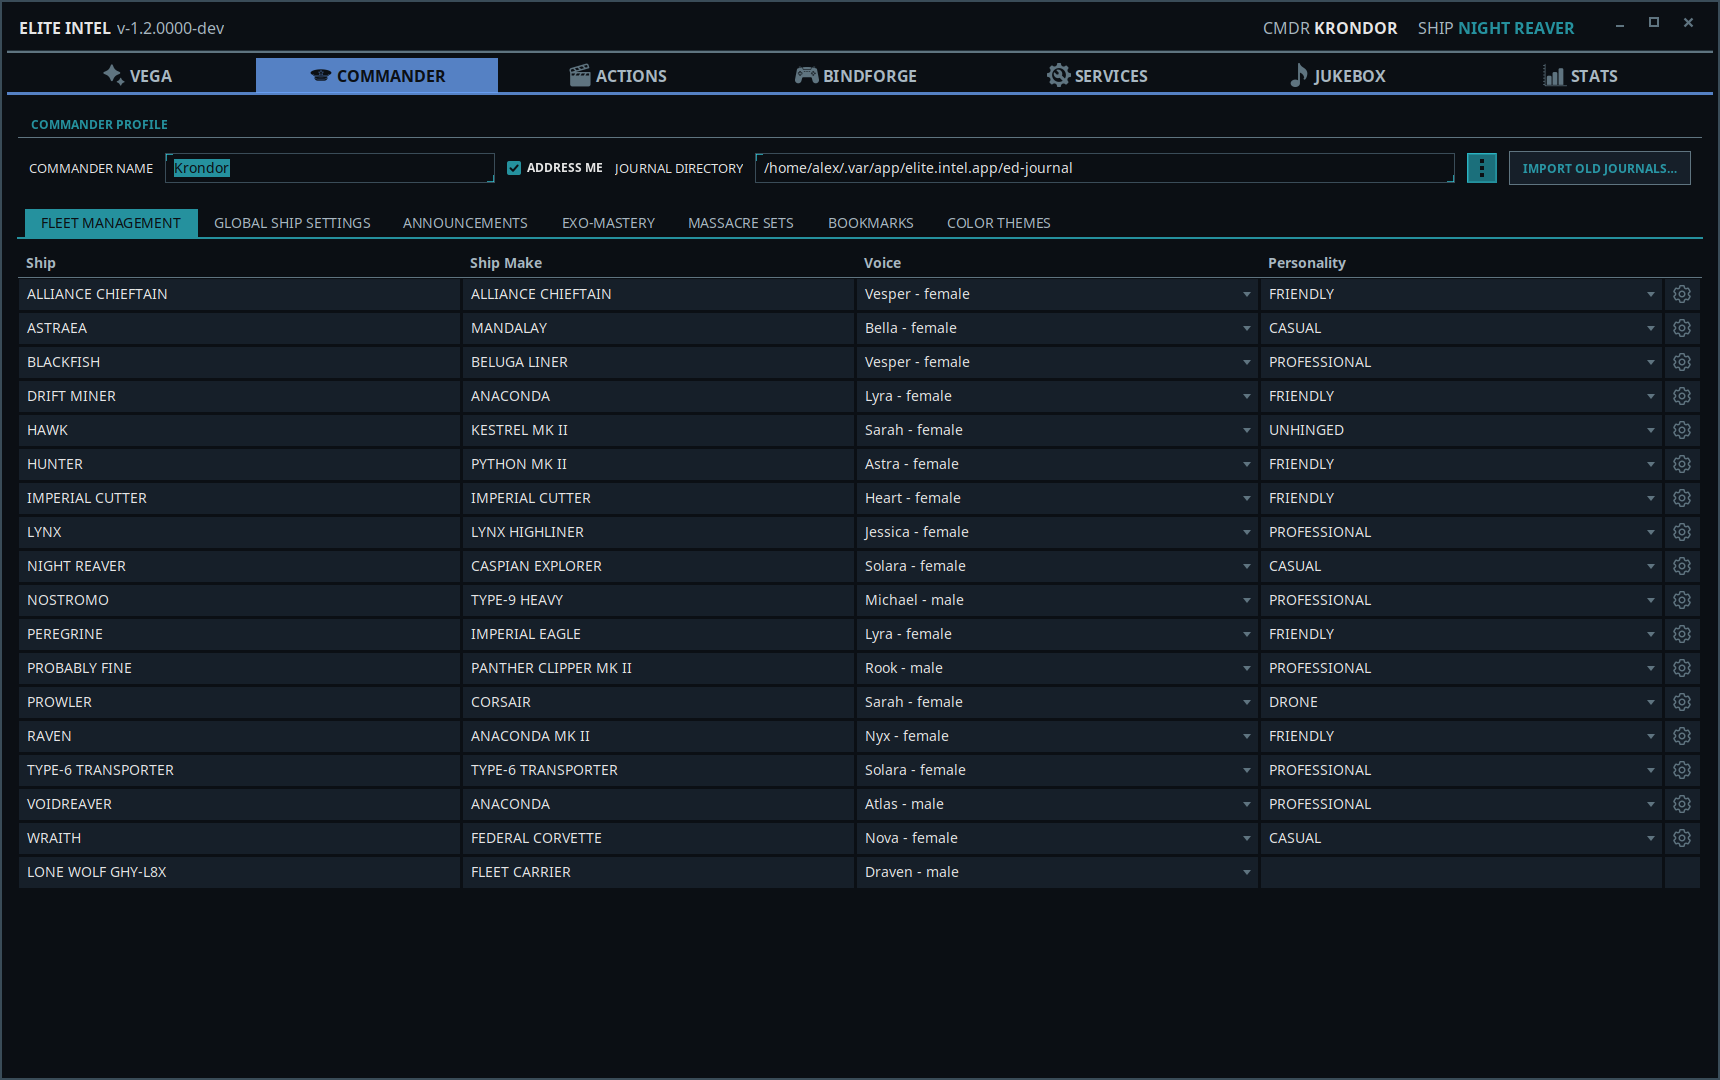 ELITE INTEL v-1.2.0000-dev CMDR KRONDOR SHIP NIGHT REAVER
VEGA COMMANDER ACTIONS BINDFORGE SERVICES JUKEBOX STATS
COMMANDER PROFILE
COMMANDER NAME Krondor ADDRESS ME JOURNAL DIRECTORY /home/alex/.var/app/elite.intel.app/ed-journal IMPORT OLD JOURNALS...
FLEET MANAGEMENT GLOBAL SHIP SETTINGS ANNOUNCEMENTS EXO-MASTERY MASSACRE SETS BOOKMARKS COLOR THEMES
Ship Ship Make Voice Personality
ALLIANCE CHIEFTAIN ALLIANCE CHIEFTAIN Vesper - female FRIENDLY
ASTRAEA MANDALAY Bella - female CASUAL
BLACKFISH BELUGA LINER Vesper - female PROFESSIONAL
DRIFT MINER ANACONDA Lyra - female FRIENDLY
HAWK KESTREL MK II Sarah - female UNHINGED
HUNTER PYTHON MK II Astra - female FRIENDLY
IMPERIAL CUTTER IMPERIAL CUTTER Heart - female FRIENDLY
LYNX LYNX HIGHLINER Jessica - female PROFESSIONAL
NIGHT REAVER CASPIAN EXPLORER Solara - female CASUAL
NOSTROMO TYPE-9 HEAVY Michael - male PROFESSIONAL
PEREGRINE IMPERIAL EAGLE Lyra - female FRIENDLY
PROBABLY FINE PANTHER CLIPPER MK II Rook - male PROFESSIONAL
PROWLER CORSAIR Sarah - female DRONE
RAVEN ANACONDA MK II Nyx - female FRIENDLY
TYPE-6 TRANSPORTER TYPE-6 TRANSPORTER Solara - female PROFESSIONAL
VOIDREAVER ANACONDA Atlas - male PROFESSIONAL
WRAITH FEDERAL CORVETTE Nova - female CASUAL
LONE WOLF GHY-L8X FLEET CARRIER Draven - male